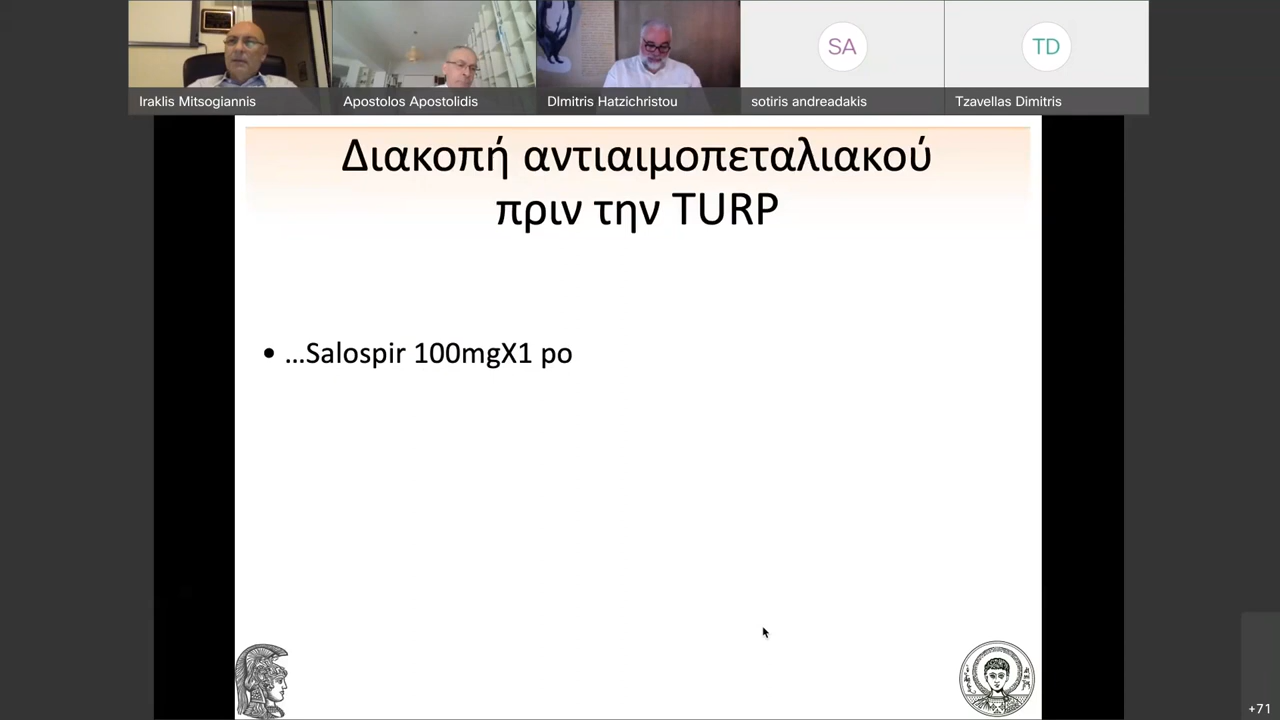 SA
TD
Iraklis Mitsogiannis
Apostolos Apostolidis
DImitris Hatzichristou
sotiris andreadakis
Tzavellas Dimitris
Διακοπή αντιαιμοπεταλιακού
πριν την TURP
• ...Salospir 100mgX1 po
+71